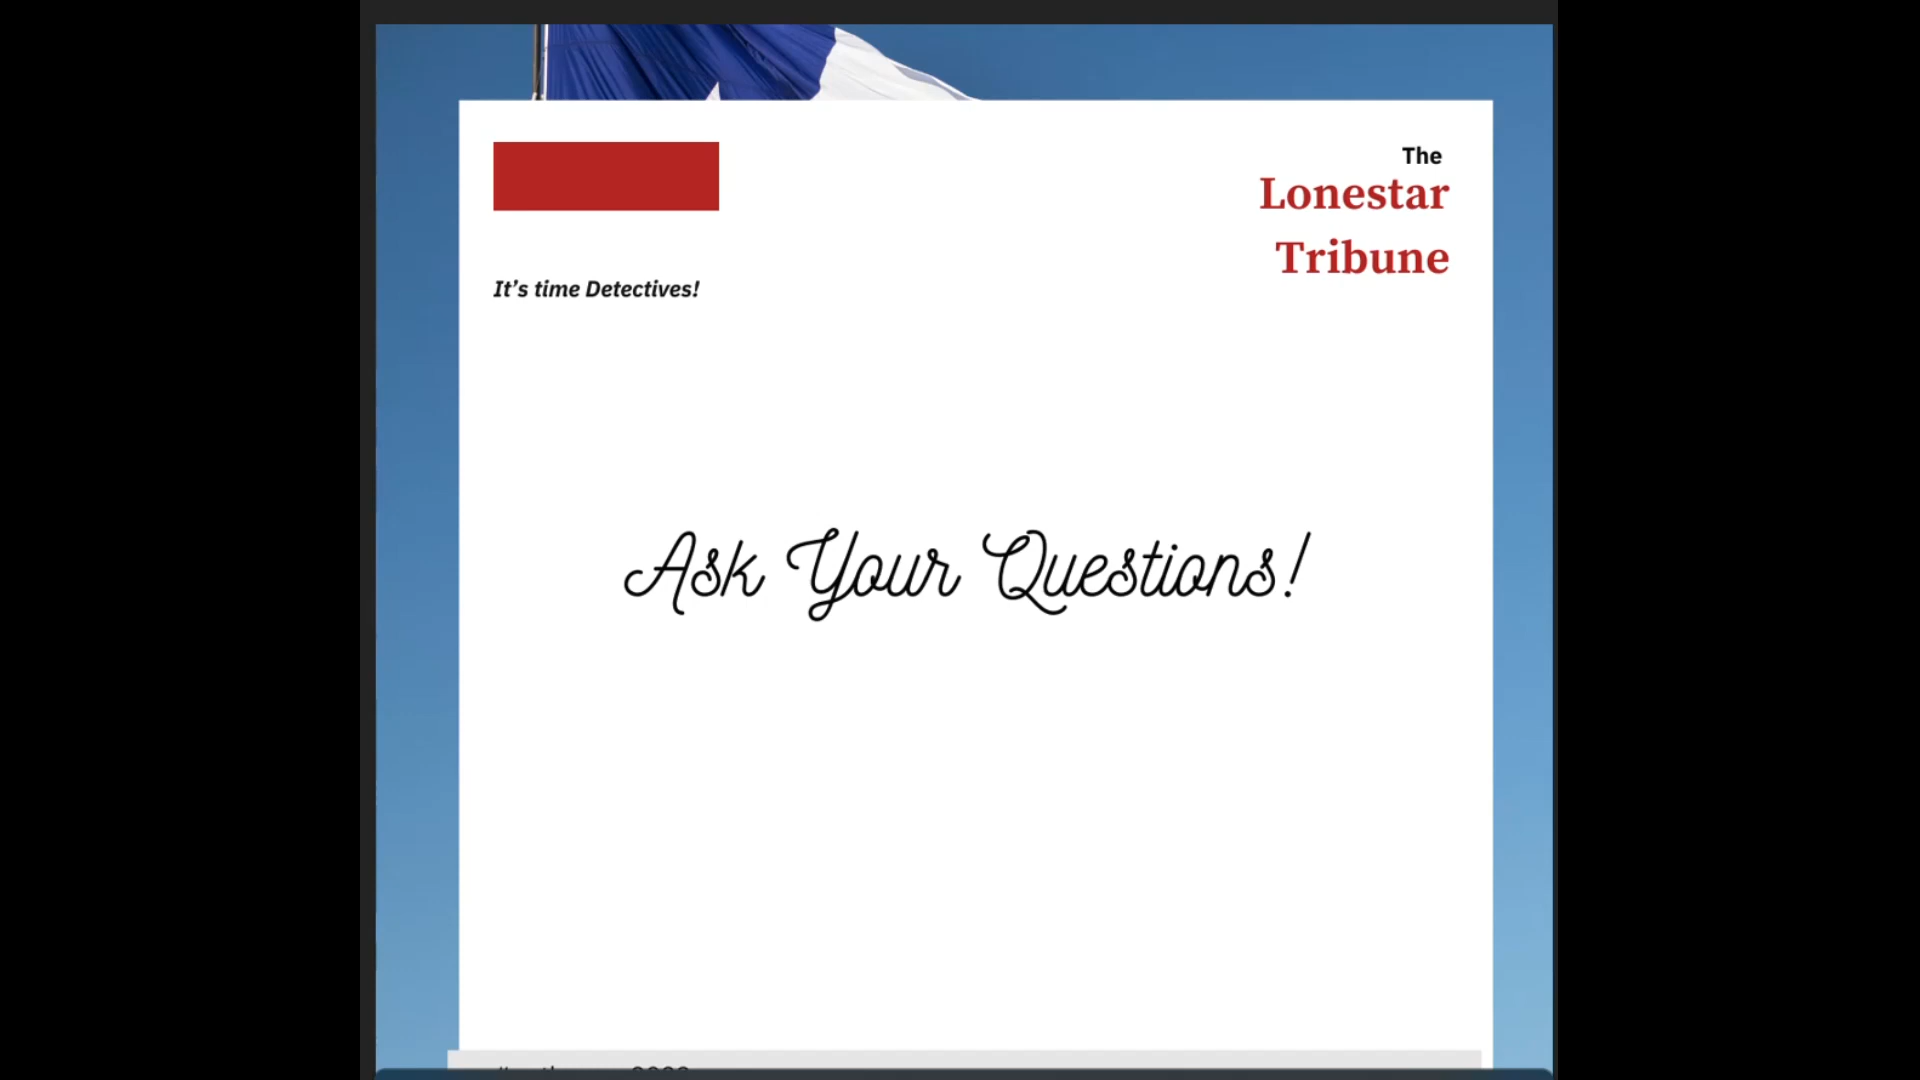 The
Lonestar
Tribune
It's time Detectives!
Ask Your Questions!